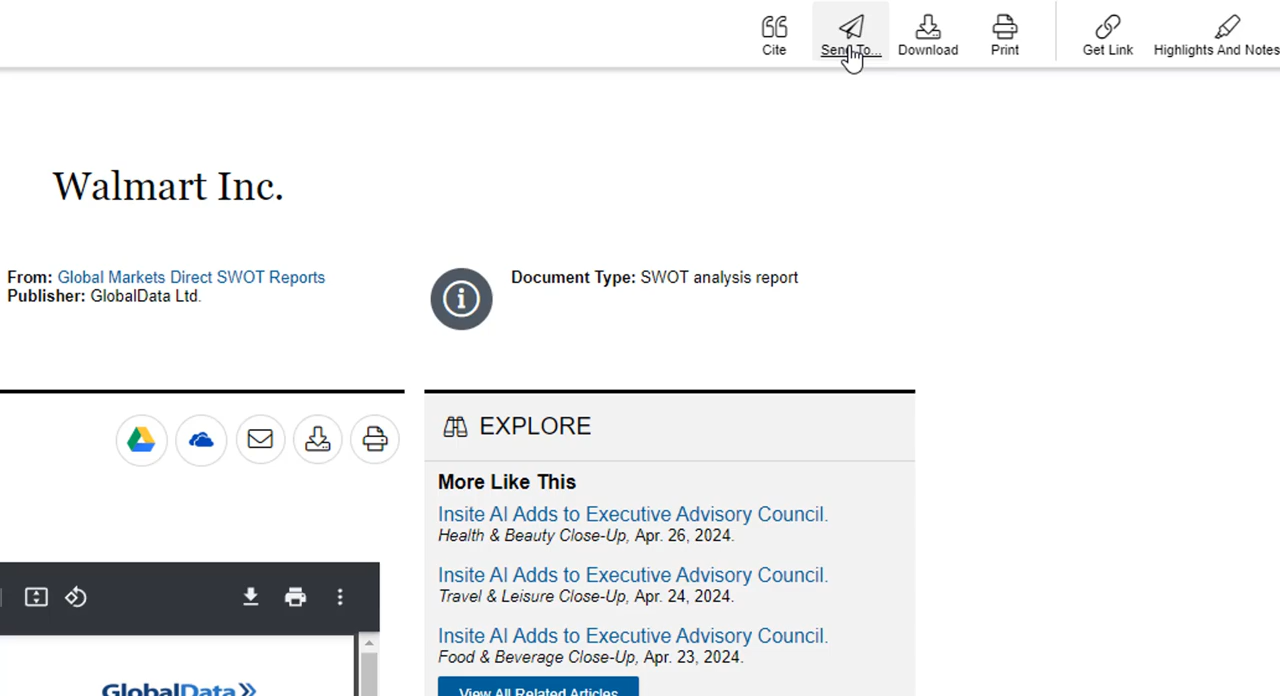 Cite
Send To...
Download
Print
Get Link
Highlights And Notes
Walmart Inc.
From: Global Markets Direct SWOT Reports
Publisher: GlobalData Ltd.
Document Type: SWOT analysis report
EXPLORE
More Like This
Insite AI Adds to Executive Advisory Council.
Health & Beauty Close-Up, Apr. 26, 2024.
Insite AI Adds to Executive Advisory Council.
Travel & Leisure Close-Up, Apr. 24, 2024.
Insite AI Adds to Executive Advisory Council.
Food & Beverage Close-Up, Apr. 23, 2024.
View All Related Articles
GlobalData